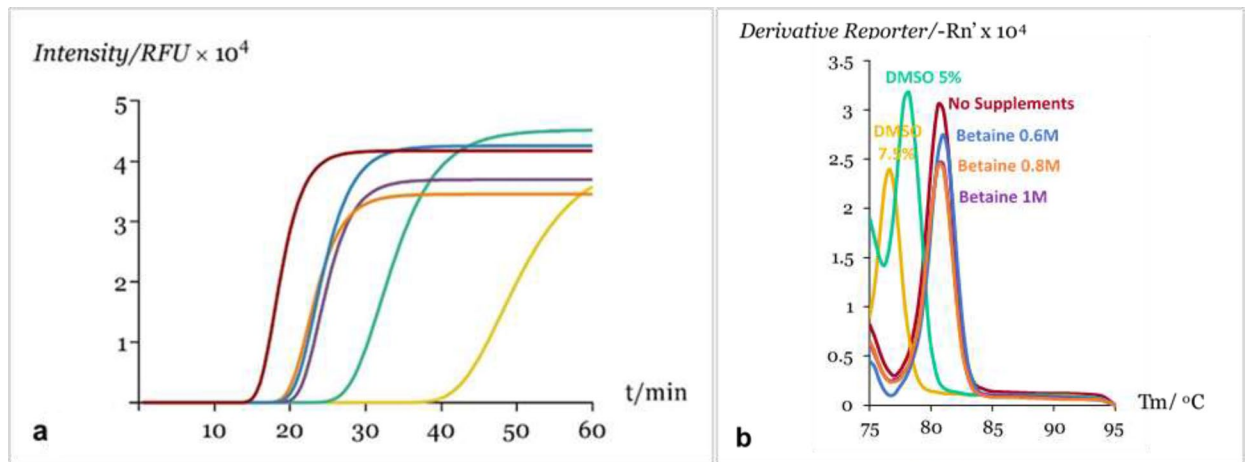 Intensity/RFU × 10⁴
5
4
3
2
1
10
20
30
40
50
60
t/min
a
Derivative Reporter/-Rn’ x 10⁴
3.5
3
2.5
2
1.5
1
0.5
0
DMSO 5%
No Supplements
DMSO
7.5%
Betaine 0.6M
Betaine 0.8M
Betaine 1M
75
80
85
90
95
Tm/ °C
b